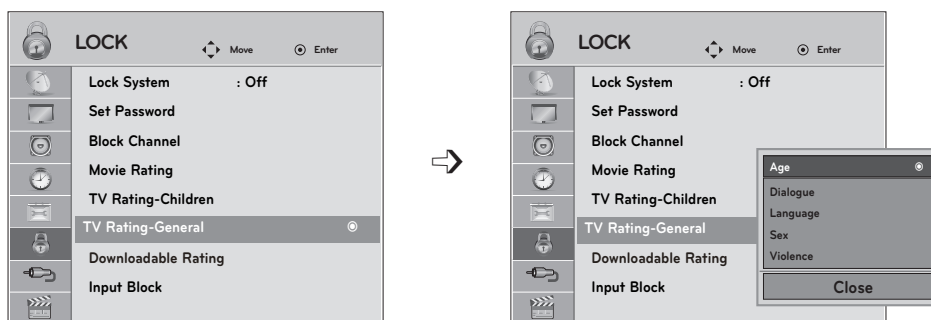 LOCK
Move
Enter
Lock System : Off
Set Password
Block Channel
Movie Rating
TV Rating-Children
TV Rating-General
Downloadable Rating
Input Block
LOCK
Move
Enter
Lock System : Off
Set Password
Block Channel
Movie Rating
TV Rating-Children
TV Rating-General
Downloadable Rating
Input Block
Age
Dialogue
Language
Sex
Violence
Close